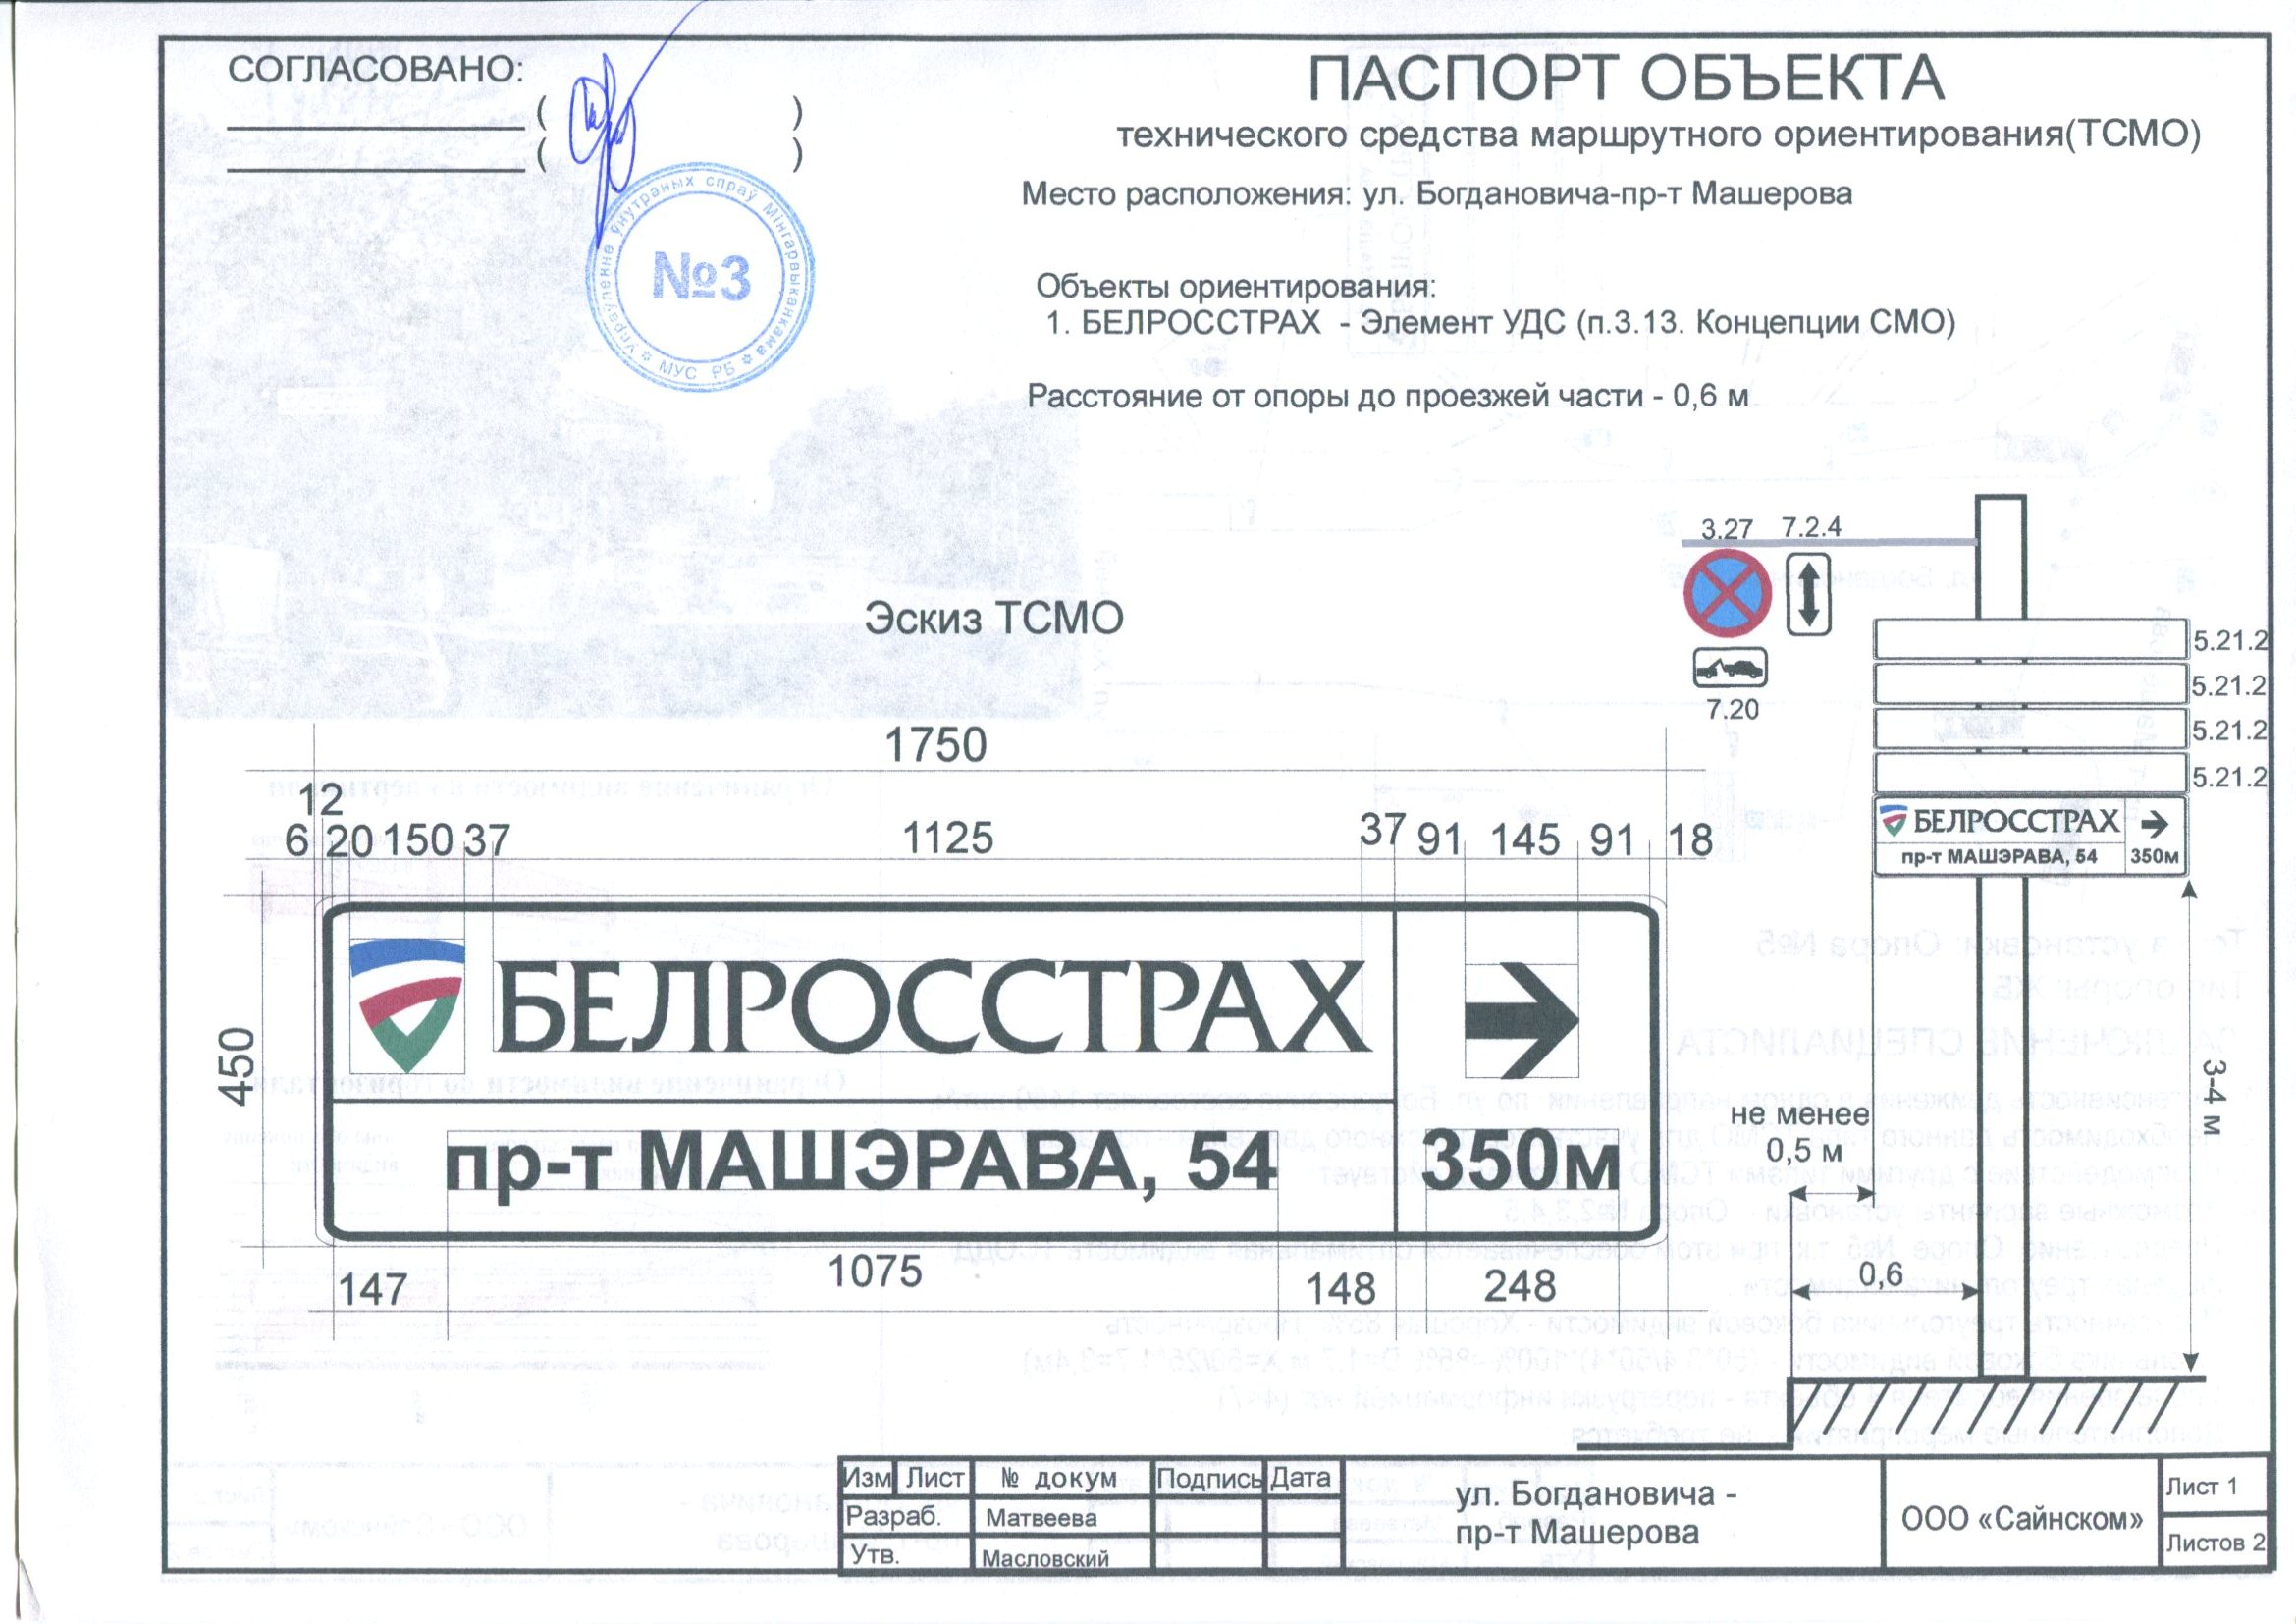 СОГЛАСОВАНО:
( )
( )
Упраўленне ўнутраных спраў Мінгарвыканкама
МУС РБ
№3
ПАСПОРТ ОБЪЕКТА
технического средства маршрутного ориентирования(ТСМО)
Место расположения: ул. Богдановича-пр-т Машерова
Объекты ориентирования:
1. БЕЛРОССТРАХ - Элемент УДС (п.3.13. Концепции СМО)
Расстояние от опоры до проезжей части - 0,6 м
Эскиз ТСМО
3.27 7.2.4
7.20
5.21.2
5.21.2
5.21.2
5.21.2
БЕЛРОССТРАХ
пр-т МАШЭРАВА, 54 350м
1750
12
6 20 150 37 1125 37 91 145 91 18
450
БЕЛРОССТРАХ
пр-т МАШЭРАВА, 54 350м
147 1075 148 248
не менее
0,5 м
0,6
3-4 м
Изм Лист № докум Подпись Дата
Разраб. Матвеева
Утв. Масловский
ул. Богдановича -
пр-т Машерова
ООО «Сайнском»
Лист 1
Листов 2